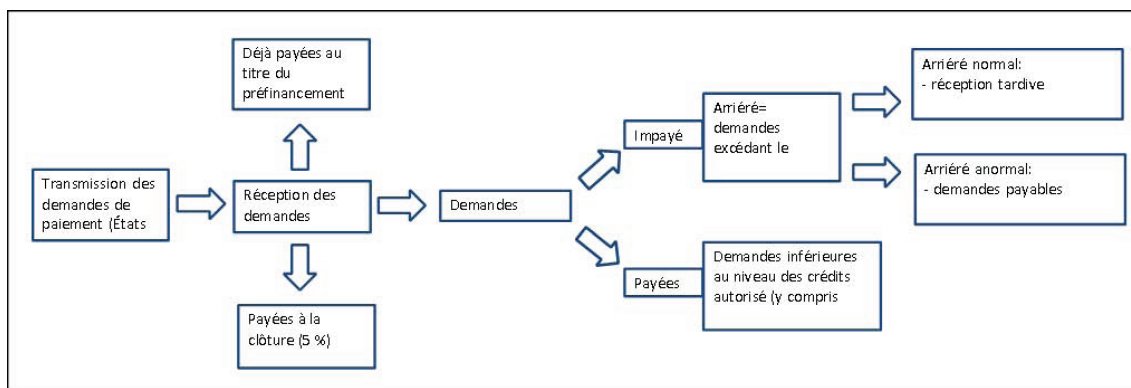 Déjà payées au
titre du
préfinancement
Transmission des
demandes de
paiement (États
Réception des
demandes
Payées à la
clôture (5 %)
Demandes
Impayé
Arriéré=
demandes
excédant le
Arriéré normal:
- réception tardive
Arriéré anormal:
- demandes payables
Payées
Demandes inférieures
au niveau des crédits
autorisé (y compris